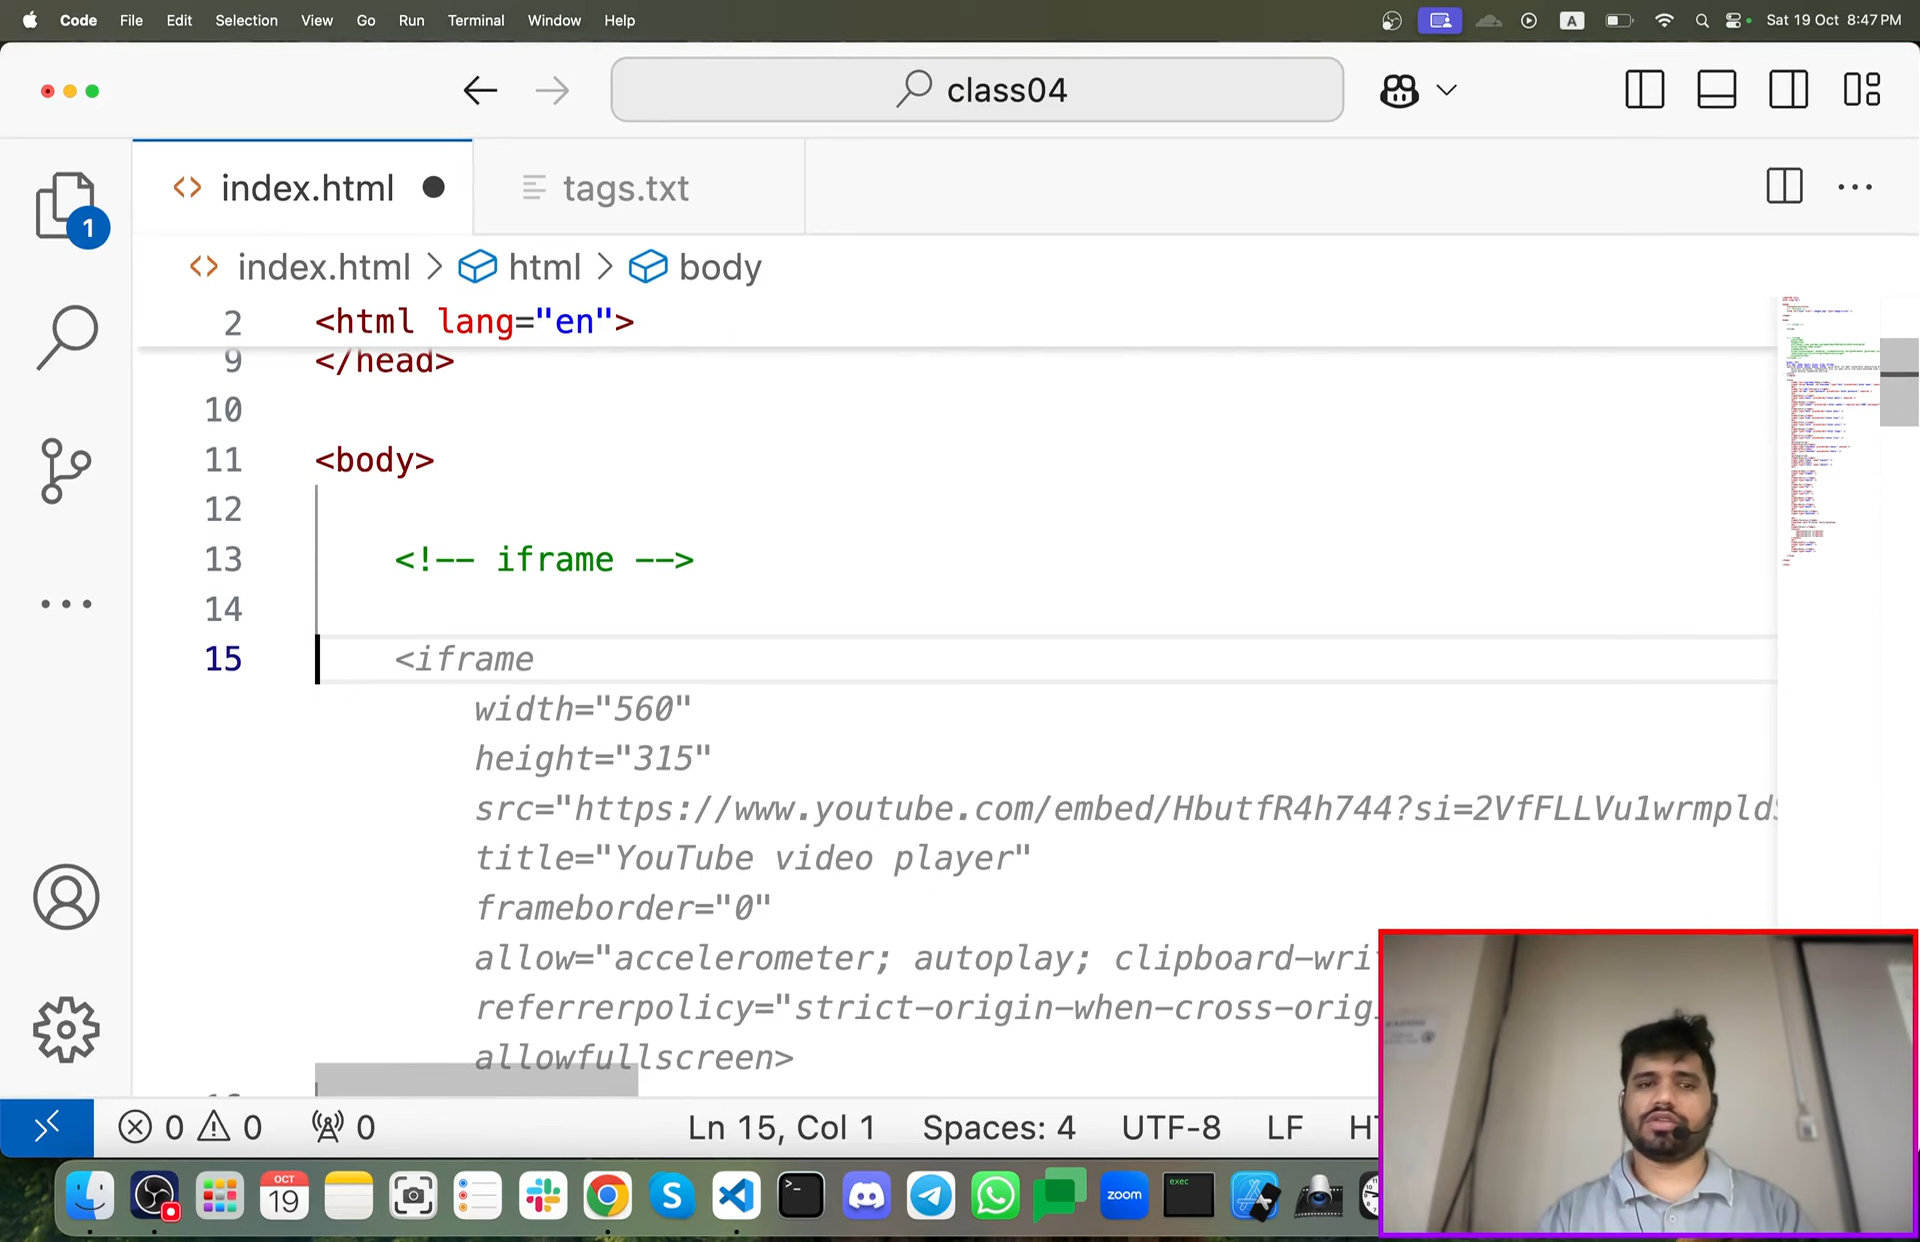 Code File Edit Selection View Go Run Terminal Window Help A Sat 19 Oct 8:47 PM
class04
index.html tags.txt
1
index.html > html > body
2 <html lang="en">
9 </head>
10
11 <body>
12
13 <!-- iframe -->
14
15 <iframe
width="560"
height="315"
src="https://www.youtube.com/embed/HbutfR4h744?si=2VfFLLVu1wrmpld
title="YouTube video player"
frameborder="0"
allow="accelerometer; autoplay; clipboard-wri
referrerpolicy="strict-origin-when-cross-orig
allowfullscreen>
0 0 0 Ln 15, Col 1 Spaces: 4 UTF-8 LF
OCT
19 S zoom exec